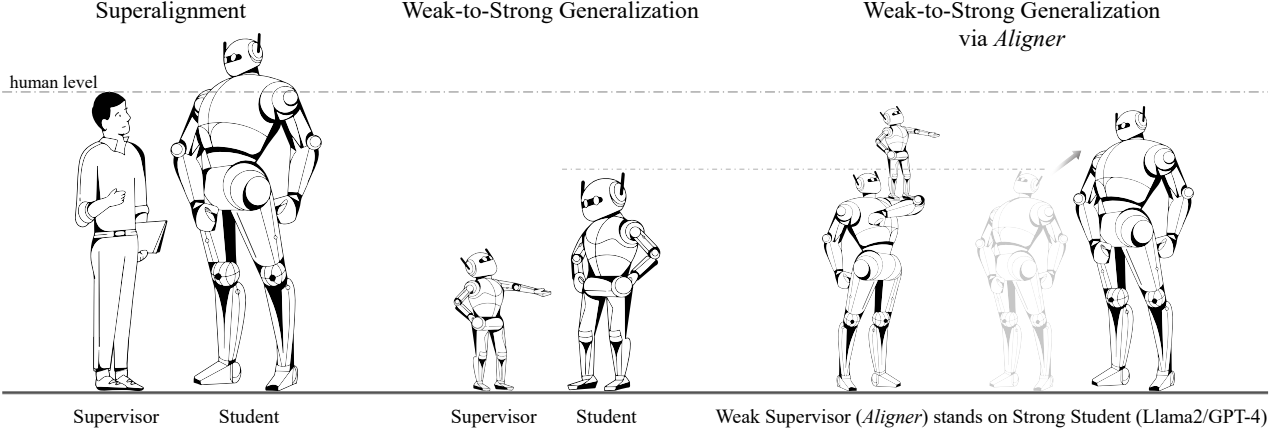 Superalignment
Weak-to-Strong Generalization
Weak-to-Strong Generalization
via Aligner
human level
Supervisor
Student
Supervisor
Student
Weak Supervisor (Aligner) stands on Strong Student (Llama2/GPT-4)